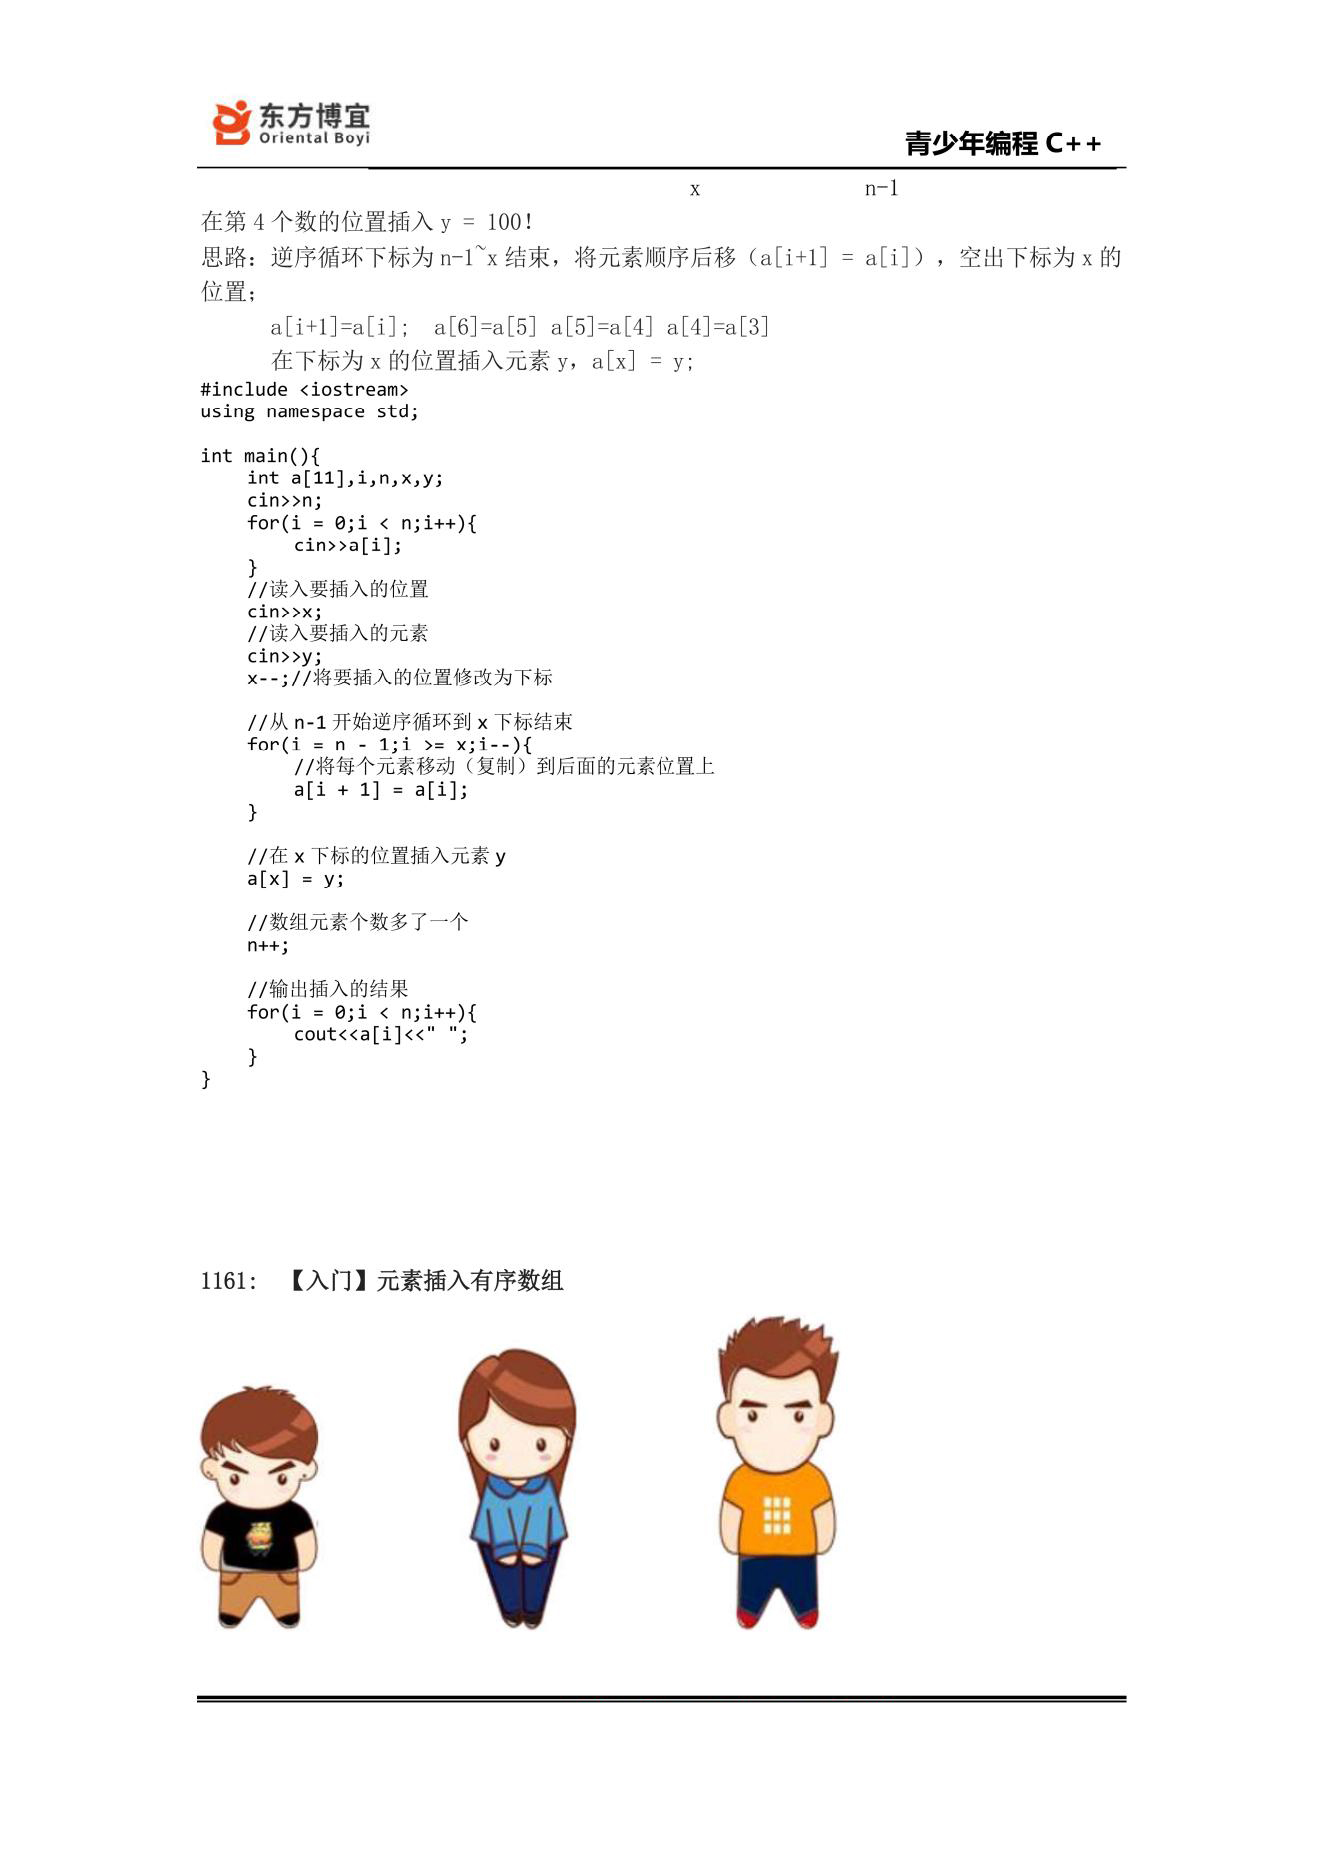 东方博宜
Oriental Boyi
青少年编程 C++
x n-1
在第 4 个数的位置插入 y = 100！
思路：逆序循环下标为 n-1~x 结束，将元素顺序后移（a[i+1] = a[i]），空出下标为 x 的
位置；
a[i+1]=a[i]; a[6]=a[5] a[5]=a[4] a[4]=a[3]
在下标为 x 的位置插入元素 y，a[x] = y;
#include <iostream>
using namespace std;
int main(){
int a[11],i,n,x,y;
cin>>n;
for(i = 0;i < n;i++){
cin>>a[i];
}
//读入要插入的位置
cin>>x;
//读入要插入的元素
cin>>y;
x--;//将要插入的位置修改为下标
//从 n-1 开始逆序循环到 x 下标结束
for(i = n - 1;i >= x;i--){
//将每个元素移动（复制）到后面的元素位置上
a[i + 1] = a[i];
}
//在 x 下标的位置插入元素 y
a[x] = y;
//数组元素个数多了一个
n++;
//输出插入的结果
for(i = 0;i < n;i++){
cout<<a[i]<<" ";
}
}
1161: 【入门】元素插入有序数组